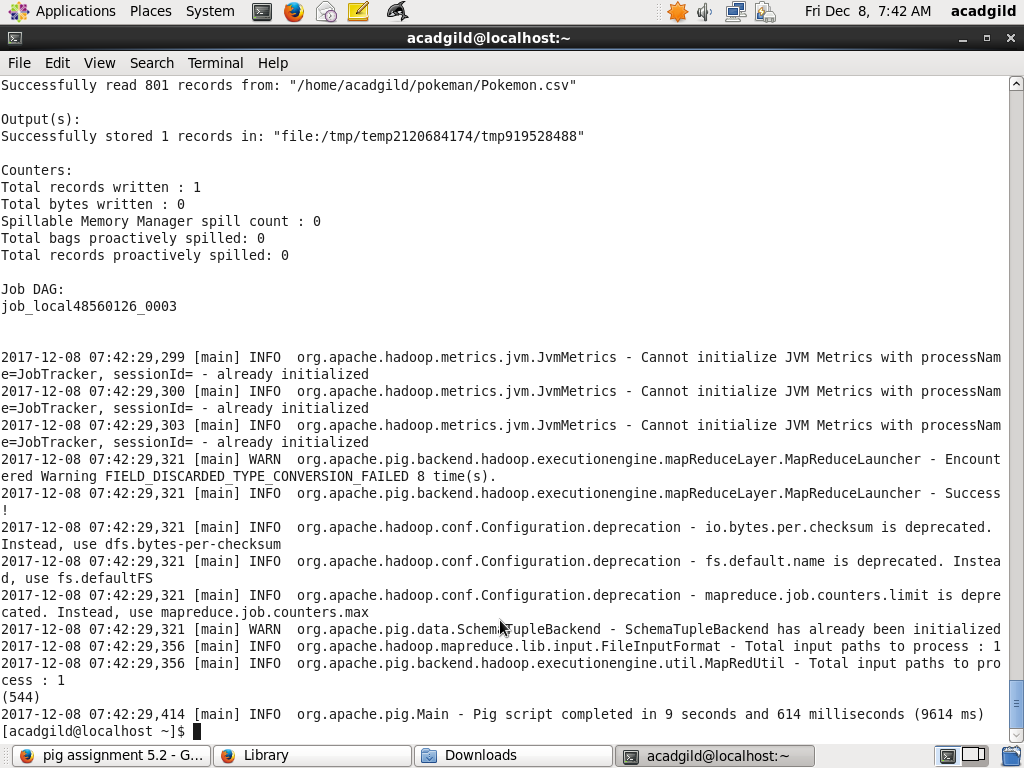 Applications Places System Fri Dec 8, 7:42 AM acadgild
acadgild@localhost:~
File Edit View Search Terminal Help
Successfully read 801 records from: "/home/acadgild/pokeman/Pokemon.csv"
Output(s):
Successfully stored 1 records in: "file:/tmp/temp2120684174/tmp919528488"
Counters:
Total records written : 1
Total bytes written : 0
Spillable Memory Manager spill count : 0
Total bags proactively spilled: 0
Total records proactively spilled: 0
Job DAG:
job_local48560126_0003
2017-12-08 07:42:29,299 [main] INFO  org.apache.hadoop.metrics.jvm.JvmMetrics - Cannot initialize JVM Metrics with processNam
e=JobTracker, sessionId= - already initialized
2017-12-08 07:42:29,300 [main] INFO  org.apache.hadoop.metrics.jvm.JvmMetrics - Cannot initialize JVM Metrics with processNam
e=JobTracker, sessionId= - already initialized
2017-12-08 07:42:29,303 [main] INFO  org.apache.hadoop.metrics.jvm.JvmMetrics - Cannot initialize JVM Metrics with processNam
e=JobTracker, sessionId= - already initialized
2017-12-08 07:42:29,321 [main] WARN  org.apache.pig.backend.hadoop.executionengine.mapReduceLayer.MapReduceLauncher - Encount
ered Warning FIELD_DISCARDED_TYPE_CONVERSION_FAILED 8 time(s).
2017-12-08 07:42:29,321 [main] INFO  org.apache.pig.backend.hadoop.executionengine.mapReduceLayer.MapReduceLauncher - Success
!
2017-12-08 07:42:29,321 [main] INFO  org.apache.hadoop.conf.Configuration.deprecation - io.bytes.per.checksum is deprecated.
Instead, use dfs.bytes-per-checksum
2017-12-08 07:42:29,321 [main] INFO  org.apache.hadoop.conf.Configuration.deprecation - fs.default.name is deprecated. Instea
d, use fs.defaultFS
2017-12-08 07:42:29,321 [main] INFO  org.apache.hadoop.conf.Configuration.deprecation - mapreduce.job.counters.limit is depre
cated. Instead, use mapreduce.job.counters.max
2017-12-08 07:42:29,321 [main] WARN  org.apache.pig.data.SchemaTupleBackend - SchemaTupleBackend has already been initialized
2017-12-08 07:42:29,356 [main] INFO  org.apache.hadoop.mapreduce.lib.input.FileInputFormat - Total input paths to process : 1
2017-12-08 07:42:29,356 [main] INFO  org.apache.pig.backend.hadoop.executionengine.util.MapRedUtil - Total input paths to pro
cess : 1
(544)
2017-12-08 07:42:29,414 [main] INFO  org.apache.pig.Main - Pig script completed in 9 seconds and 614 milliseconds (9614 ms)
[acadgild@localhost ~]$
pig assignment 5.2 - G... Library Downloads acadgild@localhost:~